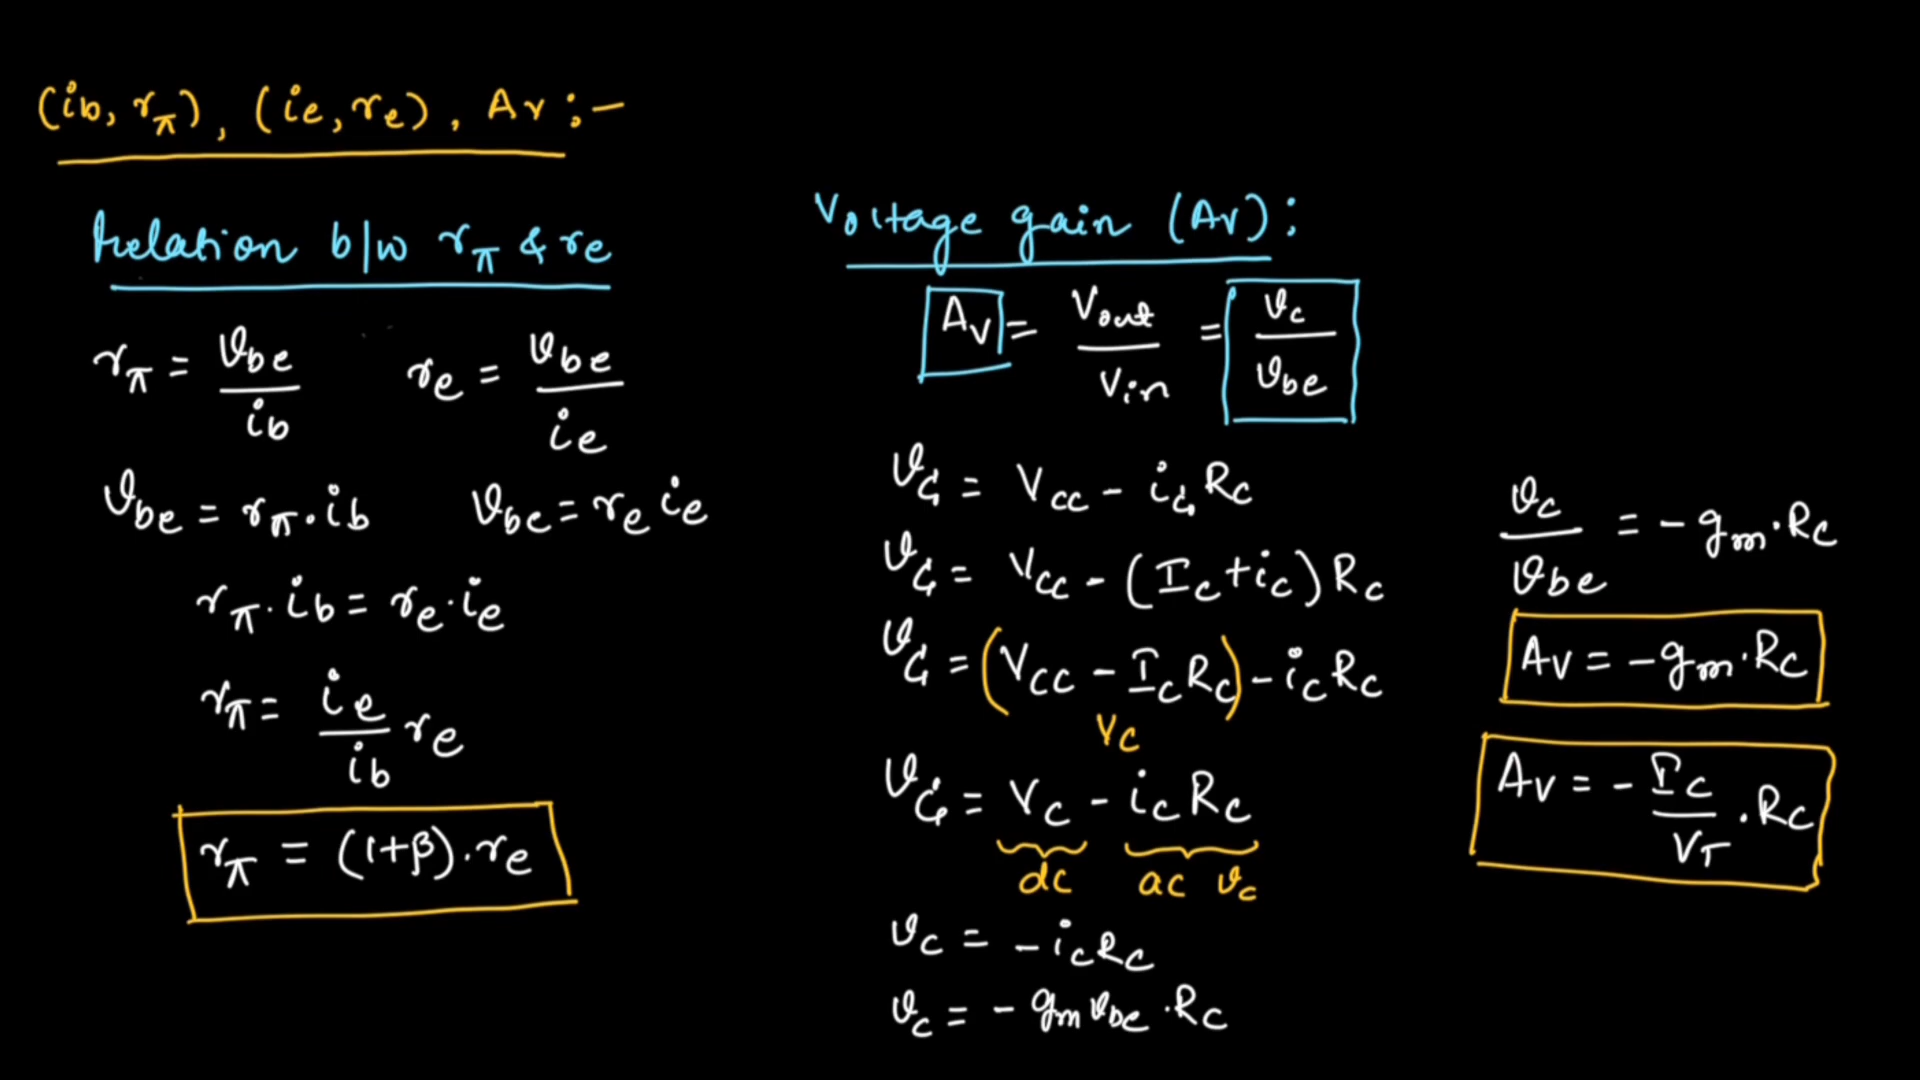 (ib, rπ), (ie, re), Av :-
Relation b/w rπ & re
rπ = vbe / ib
re = vbe / ie
vbe = rπ . ib
vbe = re ie
rπ . ib = re . ie
rπ = ie / ib re
rπ = (1+β) . re
Voltage gain (Av) :
Av = Vout / Vin = vc / vbe
vC = VCC - iC RC
vC = VCC - (IC + ic) RC
vC = (VCC - IC RC) - ic RC
VC
vC = VC - ic RC
dc ac vc
vc = - ic RC
vc = - gm vbe . RC
vc / vbe = - gm . RC
Av = - gm . RC
Av = - IC / VT . RC